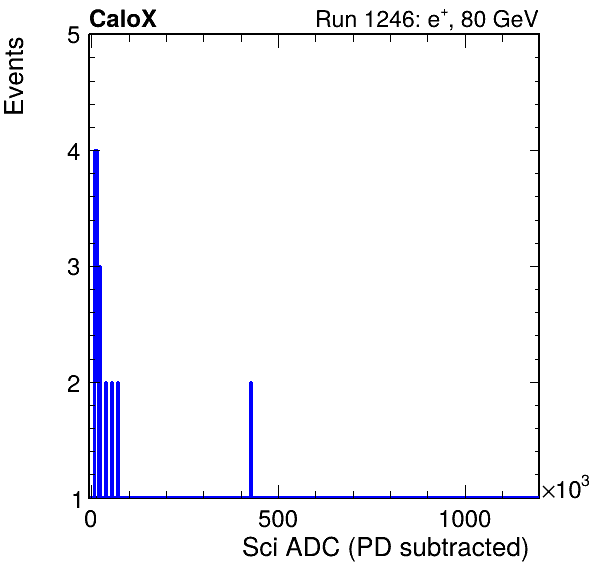 CaloX Run 1246: e⁺, 80 GeV
Events
5
4
3
2
1
0 500 1000 ×10³
Sci ADC (PD subtracted)